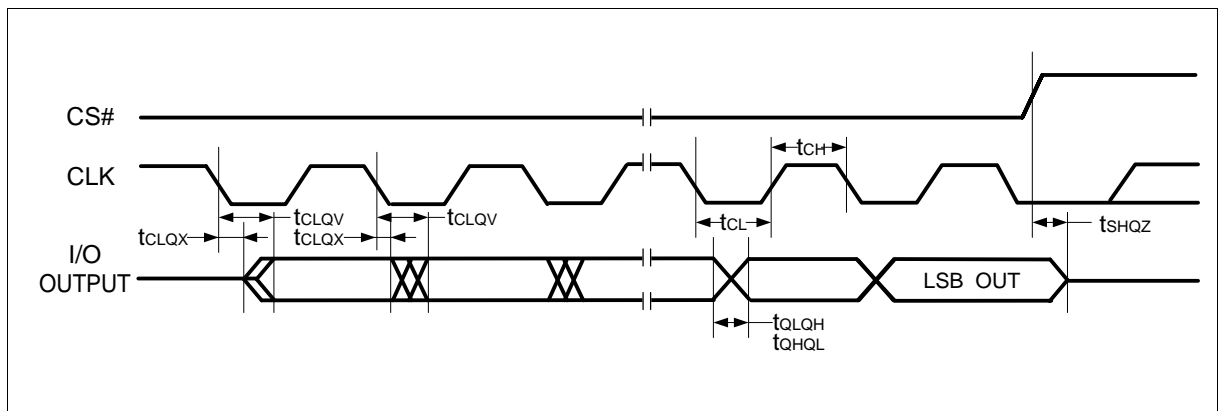 CS#
CLK
tCH
tCLQV
tCLQV
tCLQX
tCLQX
tCL
tSHQZ
I/O
OUTPUT
LSB OUT
tQLQH
tQHQL